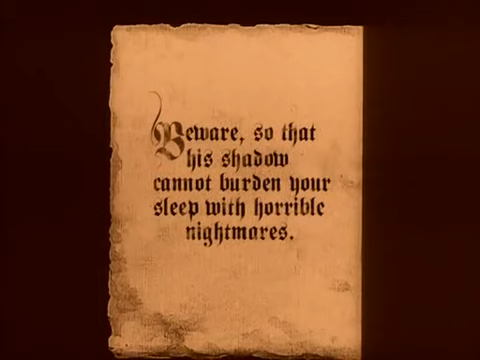 Beware, so that
his shadow
cannot burden your
sleep with horrible
nightmares.